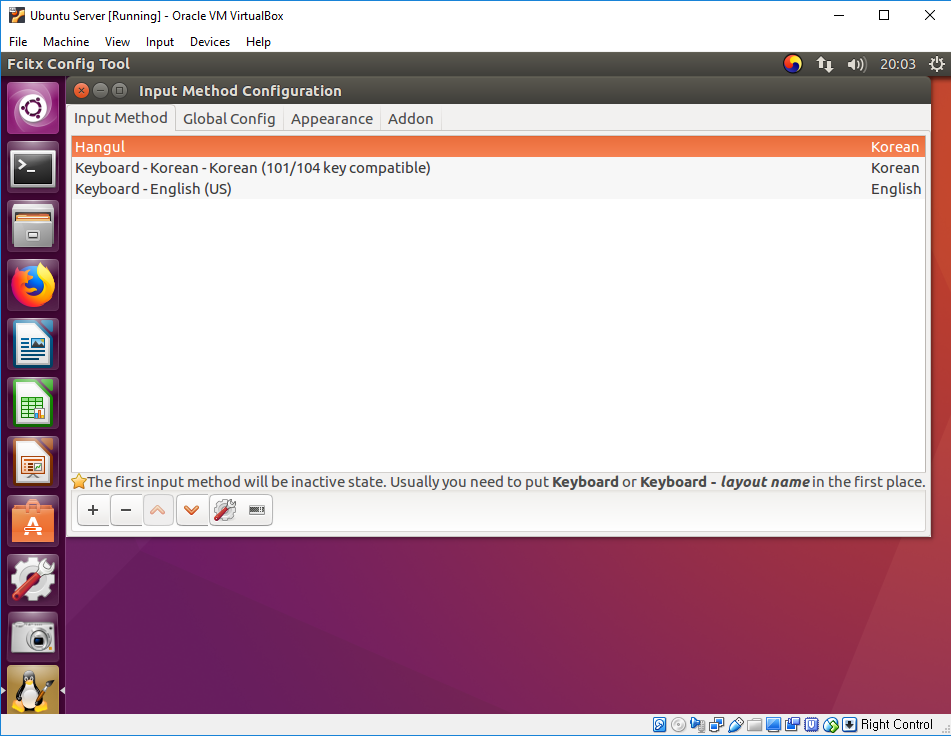 Ubuntu Server [Running] - Oracle VM VirtualBox
File Machine View Input Devices Help
Fcitx Config Tool 20:03
Input Method Configuration
Input Method Global Config Appearance Addon
Hangul Korean
Keyboard - Korean - Korean (101/104 key compatible) Korean
Keyboard - English (US) English
The first input method will be inactive state. Usually you need to put Keyboard or Keyboard - layout name in the first place.
Right Control